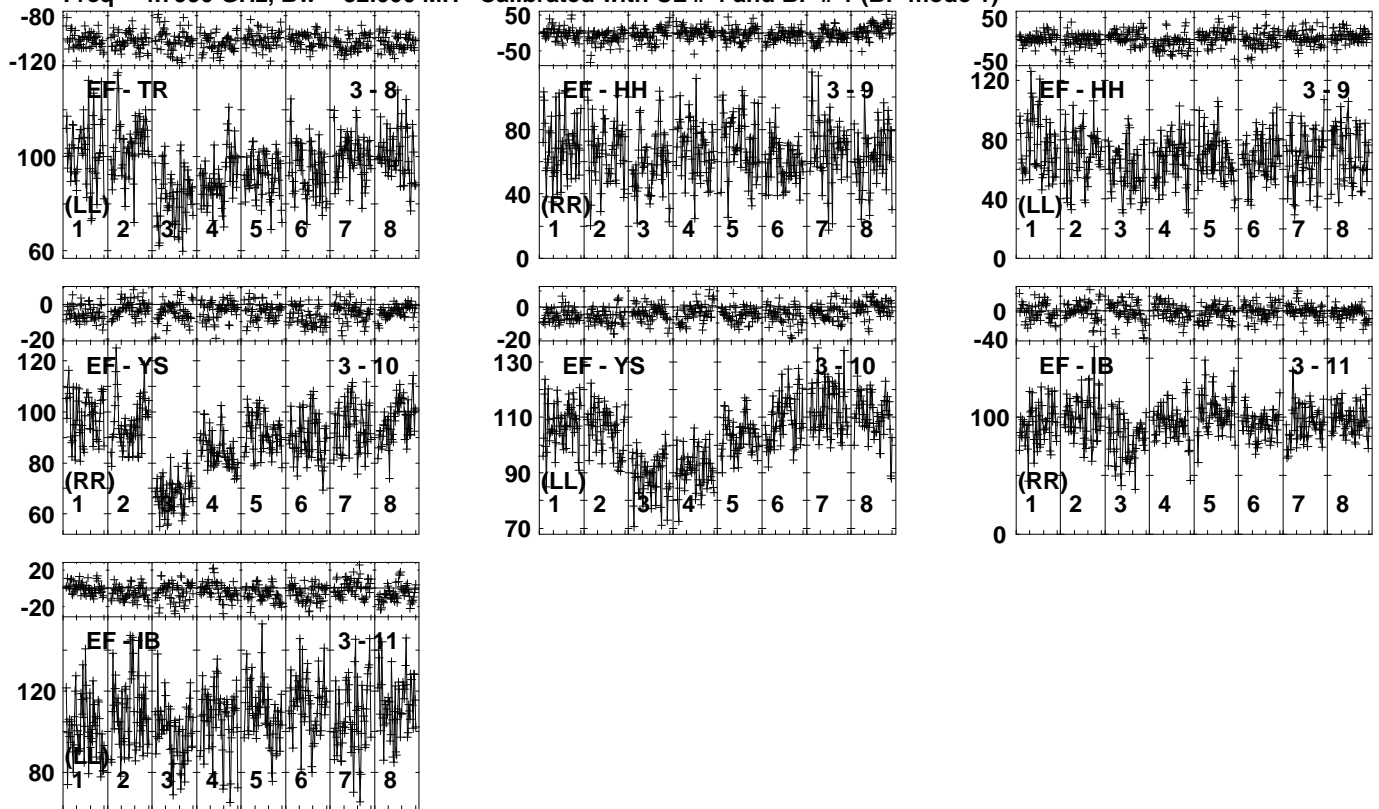 -80
-120
EF - TR 3 - 8
100
(LL)
1 2 3 4 5 6 7 8
60
50
-50
EF - HH 3 - 9
80
40
(RR)
1 2 3 4 5 6 7 8
0
50
-50
120
EF - HH 3 - 9
80
40
(LL)
1 2 3 4 5 6 7 8
0
0
-20
120
EF - YS 3 - 10
100
80
(RR)
1 2 3 4 5 6 7 8
60
0
-20
130
EF - YS 3 - 10
110
90
(LL)
1 2 3 4 5 6 7 8
70
0
-40
EF - IB 3 - 11
100
(RR)
1 2 3 4 5 6 7 8
0
20
-20
EF - IB 3 - 11
120
(LL)
80
1 2 3 4 5 6 7 8